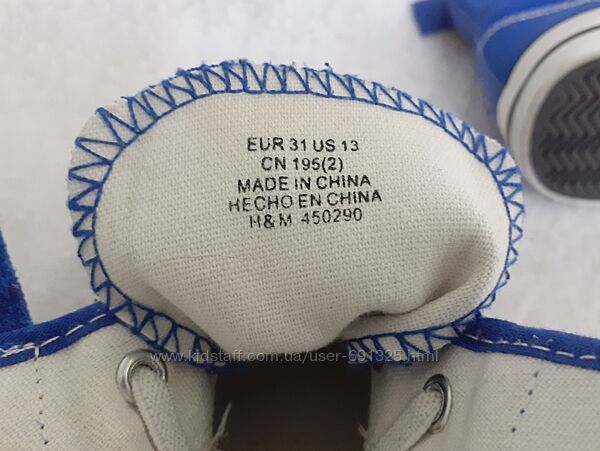 EUR 31 US 13
CN 195(2)
MADE IN CHINA
HECHO EN CHINA
H&M 450290
www.kidstaff.com.ua/user-691325.html